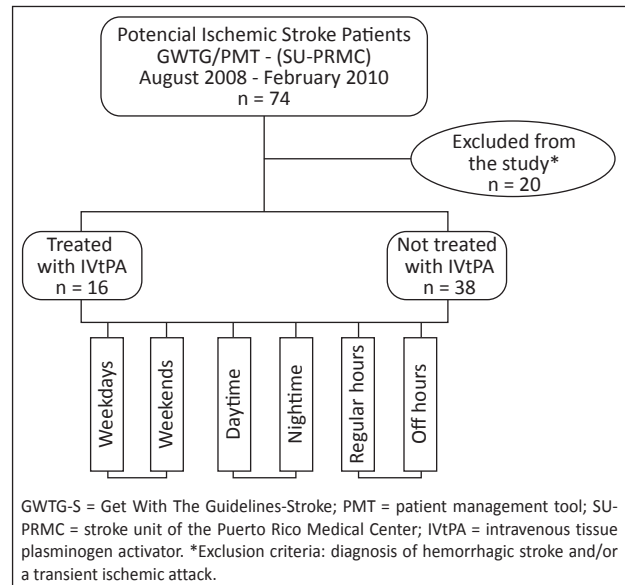 Potencial Ischemic Stroke Patients
GWTG/PMT - (SU-PRMC)
August 2008 - February 2010
n = 74
Excluded from
the study*
n = 20
Treated
with IVtPA
n = 16
Not treated
with IVtPA
n = 38
Weekdays
Weekends
Daytime
Nightime
Regular hours
Off hours
GWTG-S = Get With The Guidelines-Stroke; PMT = patient management tool; SU-
PRMC = stroke unit of the Puerto Rico Medical Center; IVtPA = intravenous tissue
plasminogen activator. *Exclusion criteria: diagnosis of hemorrhagic stroke and/or
a transient ischemic attack.